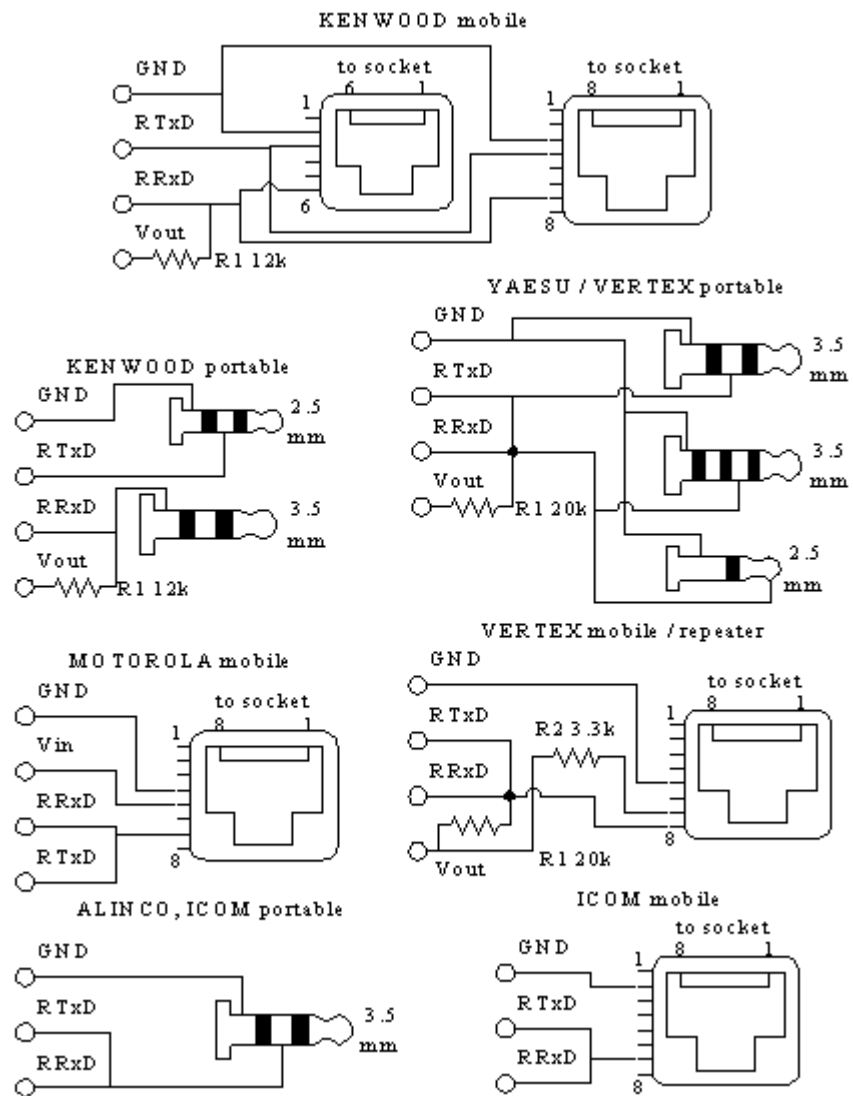 KENWOOD mobile
GND
RTxD
RRxD
Vout
R1 12k
to socket
6 1
1
6
to socket
8 1
1
8
KENWOOD portable
GND
RTxD
RRxD
Vout
R1 12k
2.5
mm
3.5
mm
YAESU / VERTEX portable
GND
RTxD
RRxD
Vout
R1 20k
3.5
mm
3.5
mm
2.5
mm
MOTOROLA mobile
GND
Vin
RRxD
RTxD
to socket
8 1
1
8
VERTEX mobile / repeater
GND
RTxD
RRxD
Vout
R2 3.3k
R1 20k
to socket
8 1
1
8
ALINCO, ICOM portable
GND
RTxD
RRxD
3.5
mm
ICOM mobile
GND
RTxD
RRxD
to socket
8 1
1
8